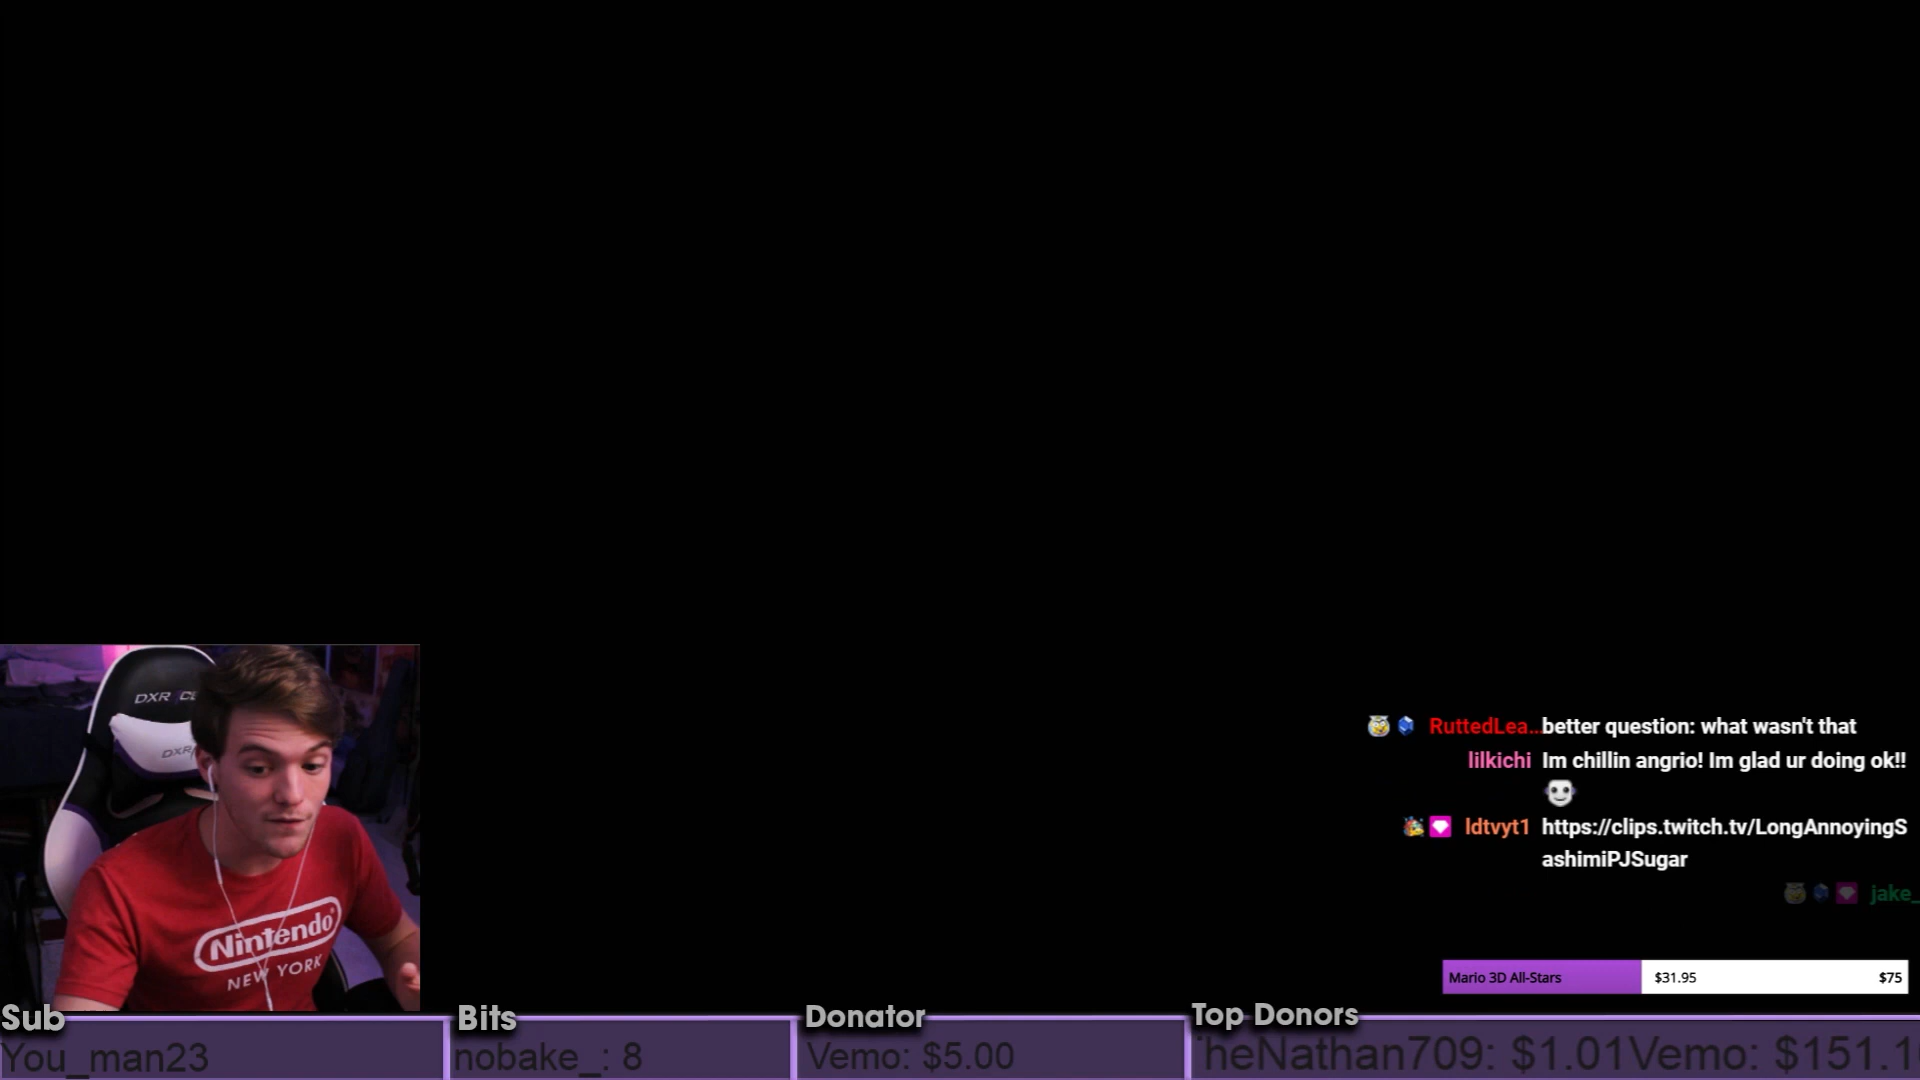 DXR
DXR
Nintendo
NEW YORK
RuttedLea... better question: what wasn't that
lilkichi Im chillin angrio! Im glad ur doing ok!!
ldtvyt1 https://clips.twitch.tv/LongAnnoyingS
ashimiPJSugar
jake_
Mario 3D All-Stars $31.95 $75
Sub Bits Donator Top Donors
You_man23 nobake_: 8 Vemo: $5.00 heNathan709: $1.01Vemo: $151.1